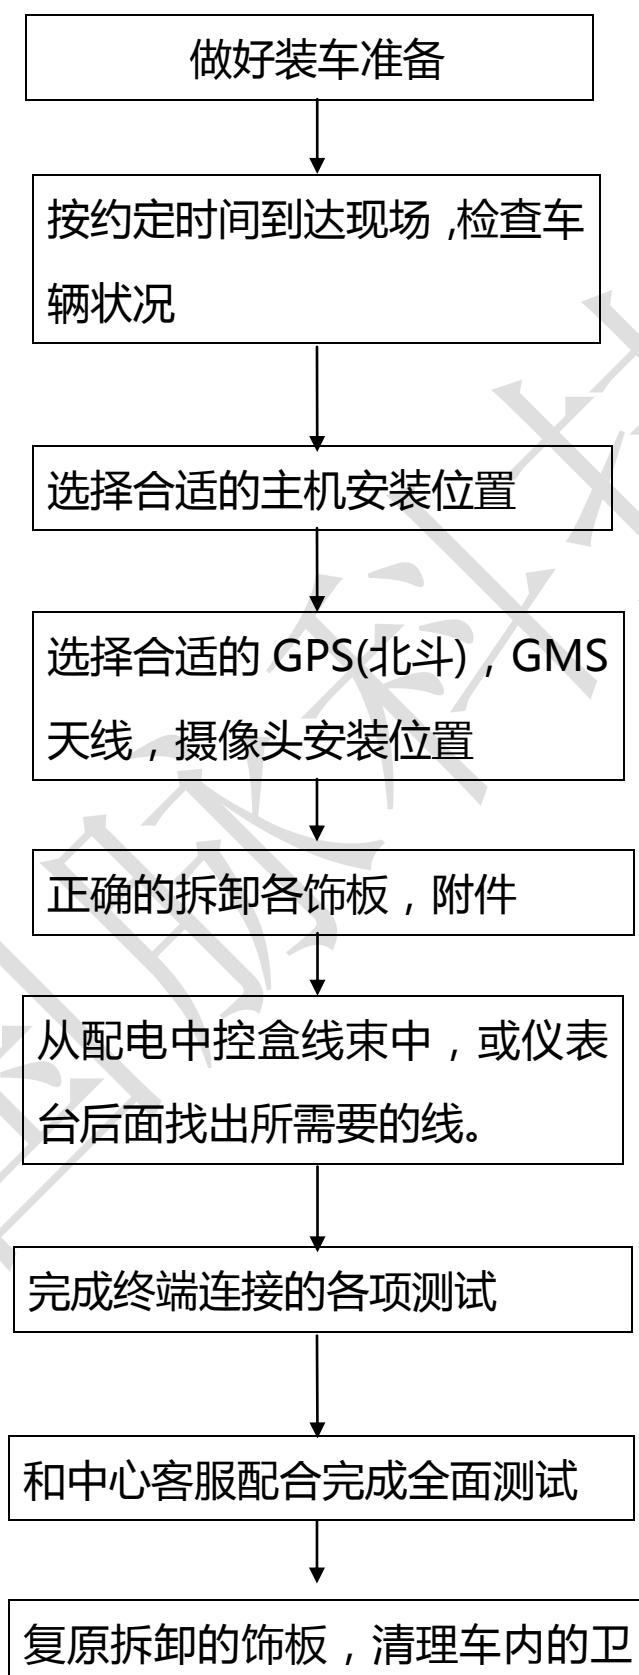 做好装车准备
按约定时间到达现场,检查车
辆状况
选择合适的主机安装位置
选择合适的 GPS(北斗)，GMS
天线，摄像头安装位置
正确的拆卸各饰板，附件
从配电中控盒线束中，或仪表
台后面找出所需要的线。
完成终端连接的各项测试
和中心客服配合完成全面测试
复原拆卸的饰板，清理车内的卫
国脉科技